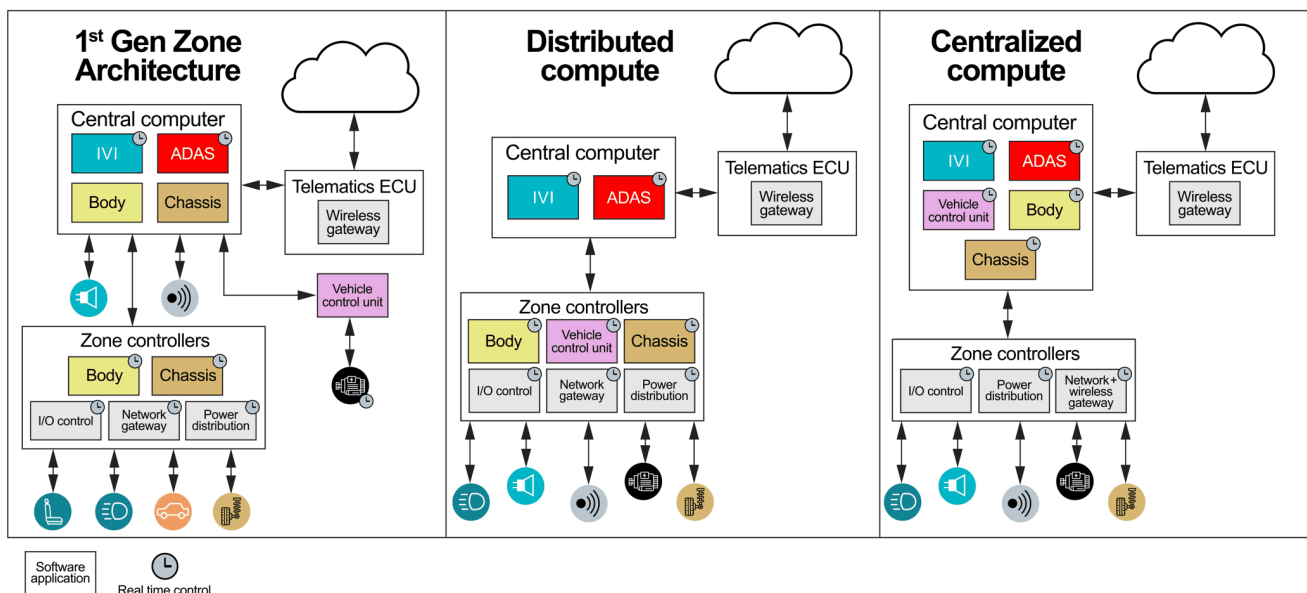 1st Gen Zone
Architecture
Central computer
IVI
ADAS
Body
Chassis
Telematics ECU
Wireless
gateway
Vehicle
control unit
Zone controllers
Body
Chassis
I/O control
Network
gateway
Power
distribution
Distributed
compute
Central computer
IVI
ADAS
Telematics ECU
Wireless
gateway
Zone controllers
Body
Vehicle
control unit
Chassis
I/O control
Network
gateway
Power
distribution
Centralized
compute
Central computer
IVI
ADAS
Vehicle
control unit
Body
Chassis
Telematics ECU
Wireless
gateway
Zone controllers
I/O control
Power
distribution
Network+
wireless
gateway
Software
application
Real time control